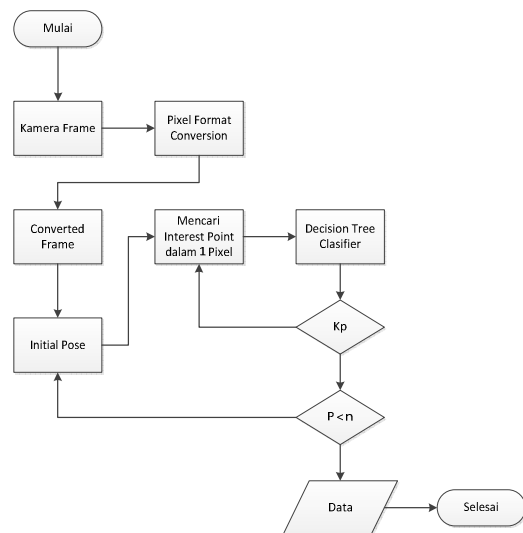 Mulai
Kamera Frame
Pixel Format
Conversion
Converted
Frame
Mencari
Interest Point
dalam 1 Pixel
Decision Tree
Clasifier
Initial Pose
Kp
P<n
Data
Selesai